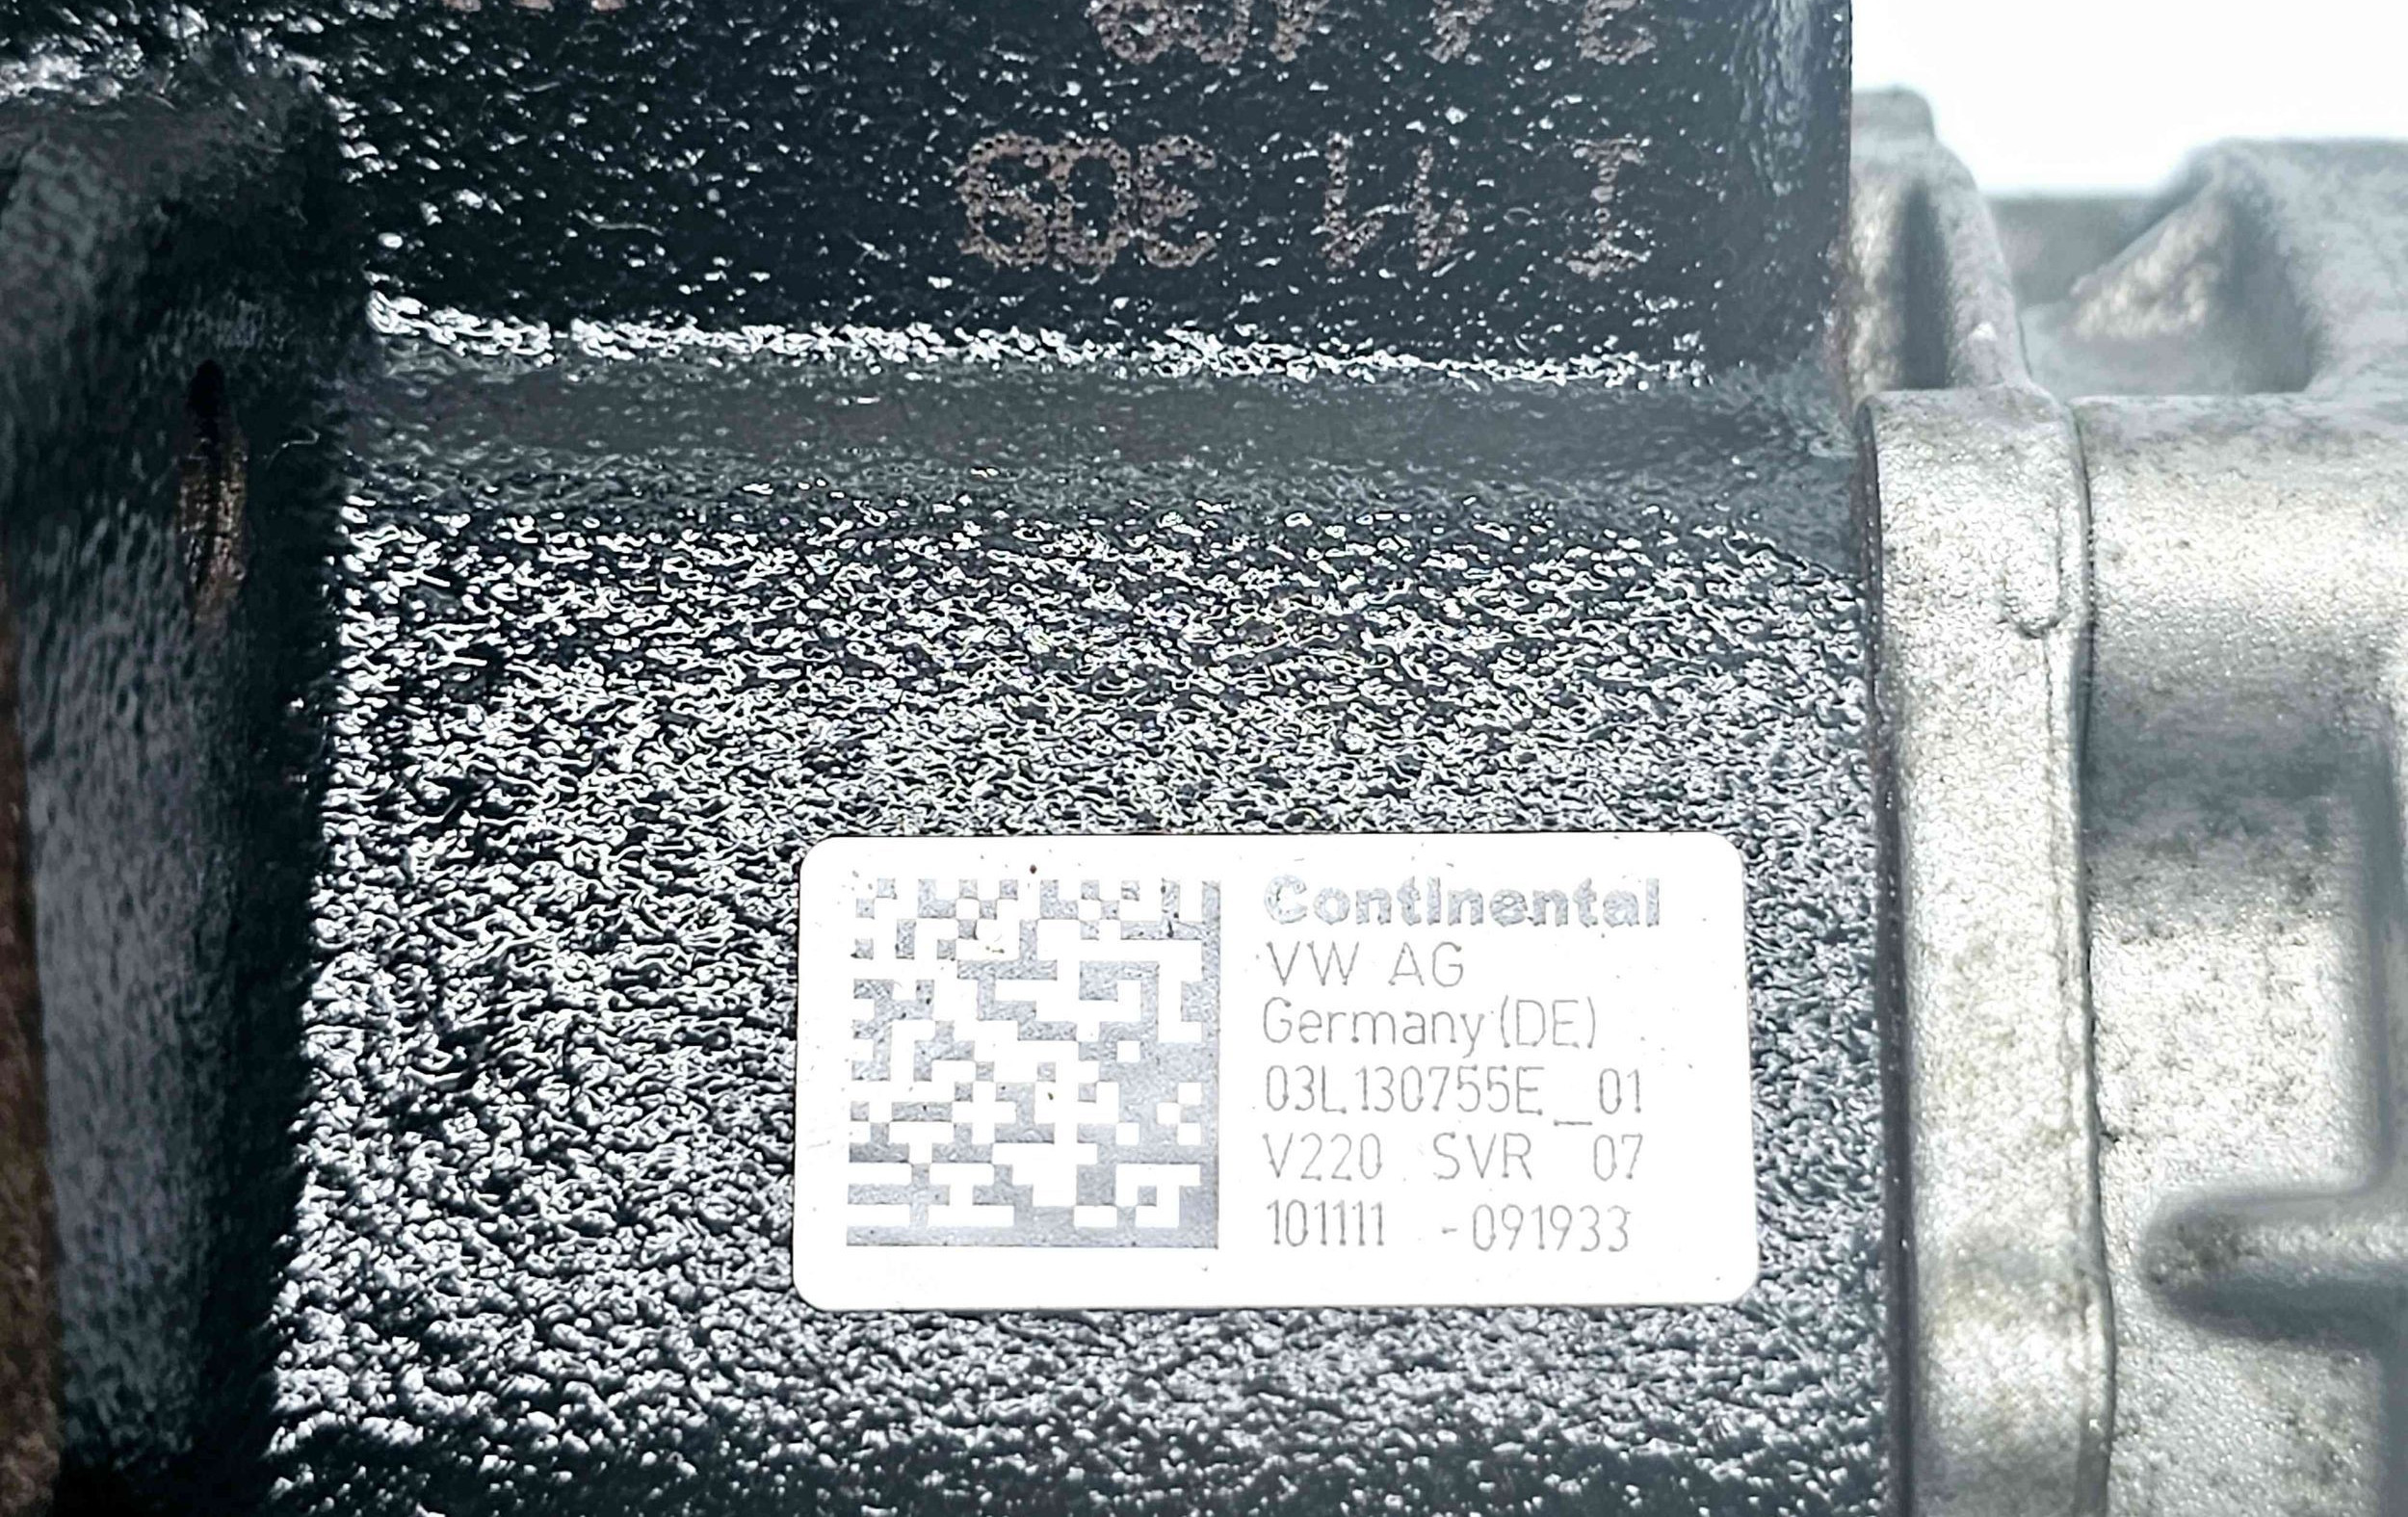 Continental
VW AG
Germany (DE)
03L130755E_01
V220 SVR 07
101111 -091933